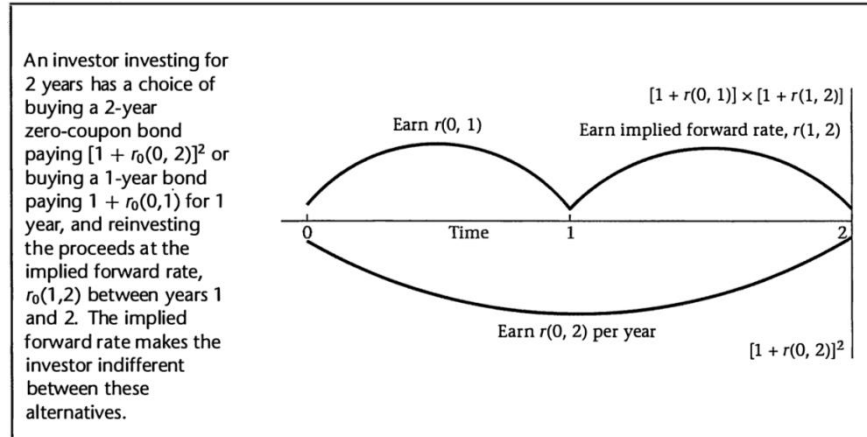 An investor investing for
2 years has a choice of
buying a 2-year
zero-coupon bond
paying [1 + r₀(0, 2)]² or
buying a 1-year bond
paying 1 + r₀(0,1) for 1
year, and reinvesting
the proceeds at the
implied forward rate,
r₀(1,2) between years 1
and 2. The implied
forward rate makes the
investor indifferent
between these
alternatives.
[1 + r(0, 1)] × [1 + r(1, 2)]
Earn r(0, 1)
Earn implied forward rate, r(1, 2)
0 Time 1 2
Earn r(0, 2) per year
[1 + r(0, 2)]²